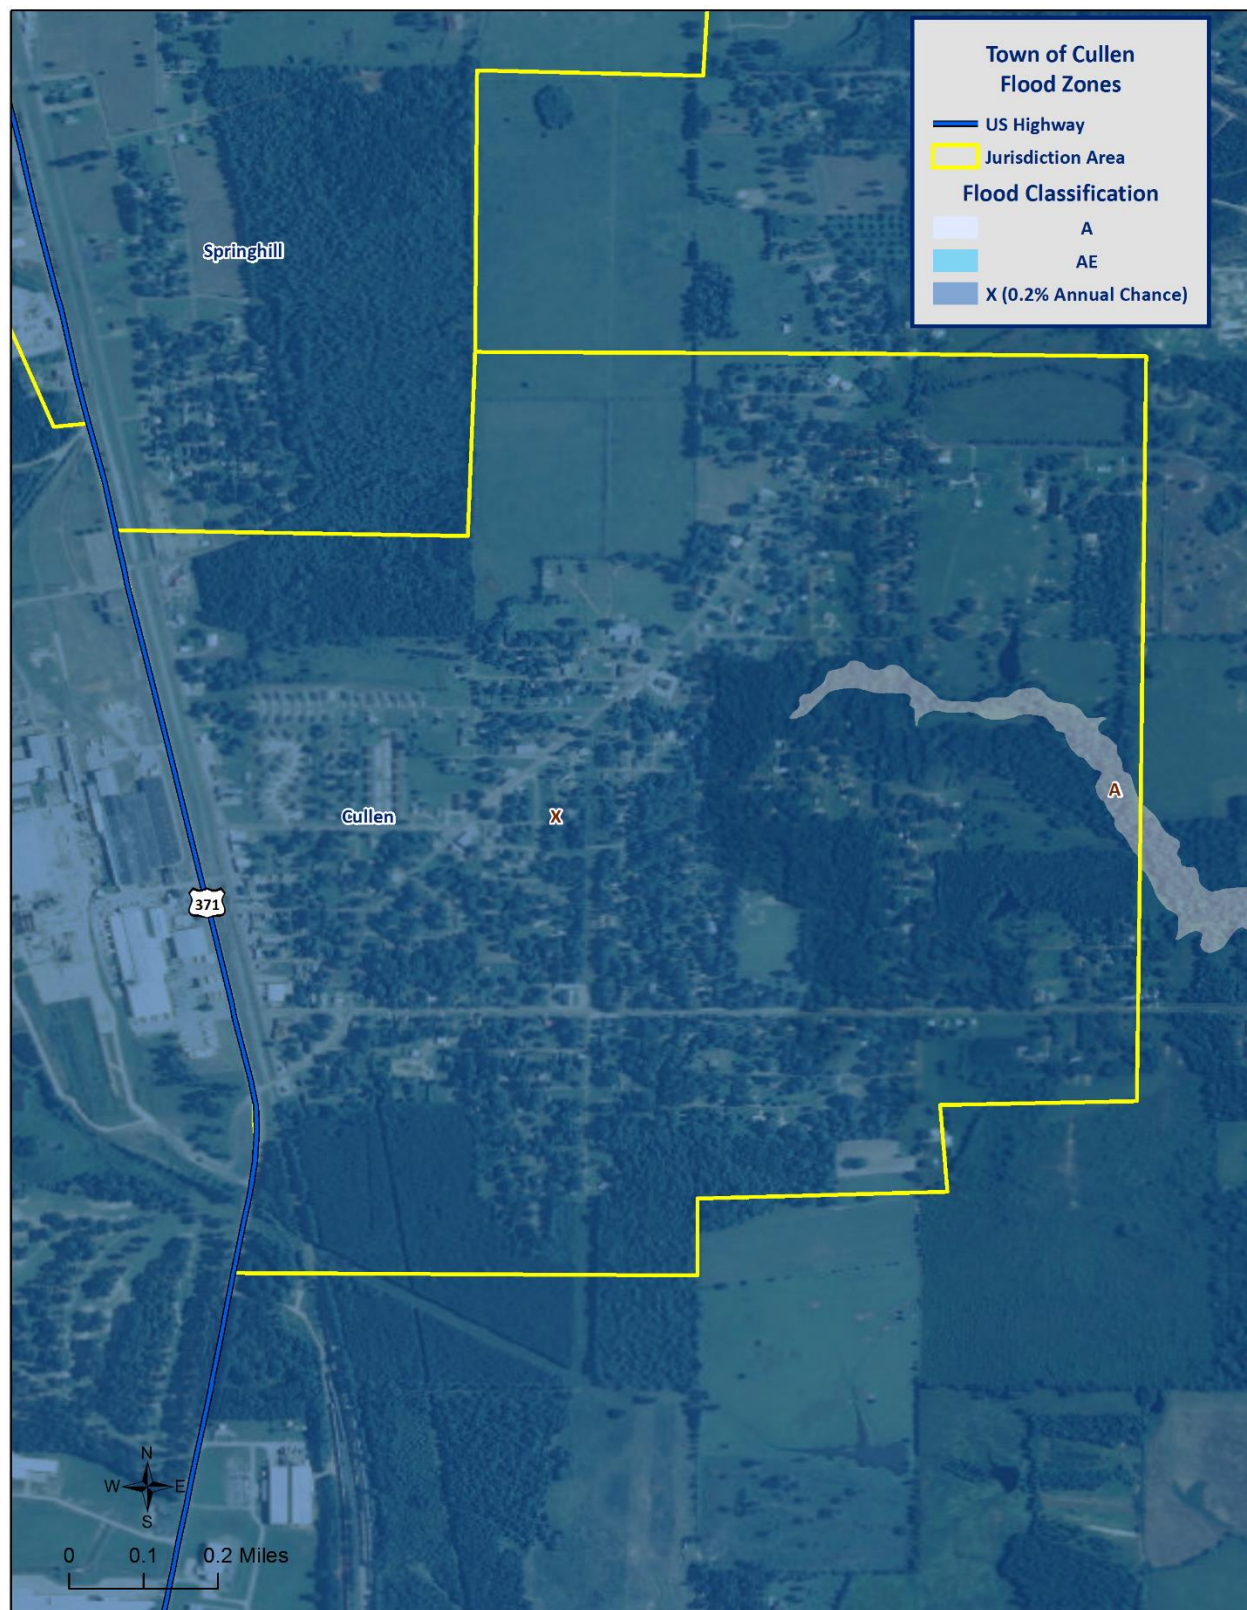 Town of Cullen
Flood Zones
US Highway
Jurisdiction Area
Flood Classification
A
AE
X (0.2% Annual Chance)
Springhill
A
Cullen
X
371
N
W
E
S
0
0.1
0.2 Miles